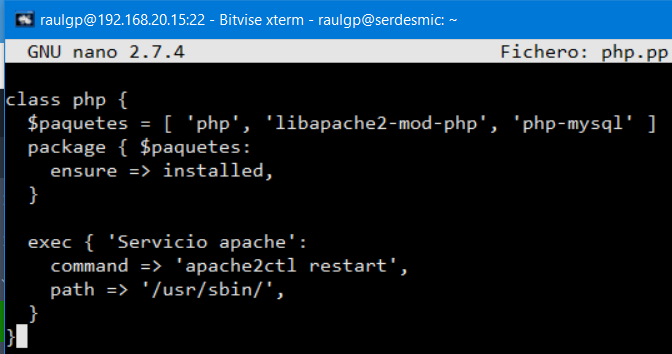 raulgp@192.168.20.15:22 - Bitvise xterm - raulgp@serdesmic: ~
GNU nano 2.7.4 Fichero: php.pp
class php {
  $paquetes = [ 'php', 'libapache2-mod-php', 'php-mysql' ]
  package { $paquetes:
    ensure => installed,
  }
  exec { 'Servicio apache':
    command => 'apache2ctl restart',
    path => '/usr/sbin/',
  }
}